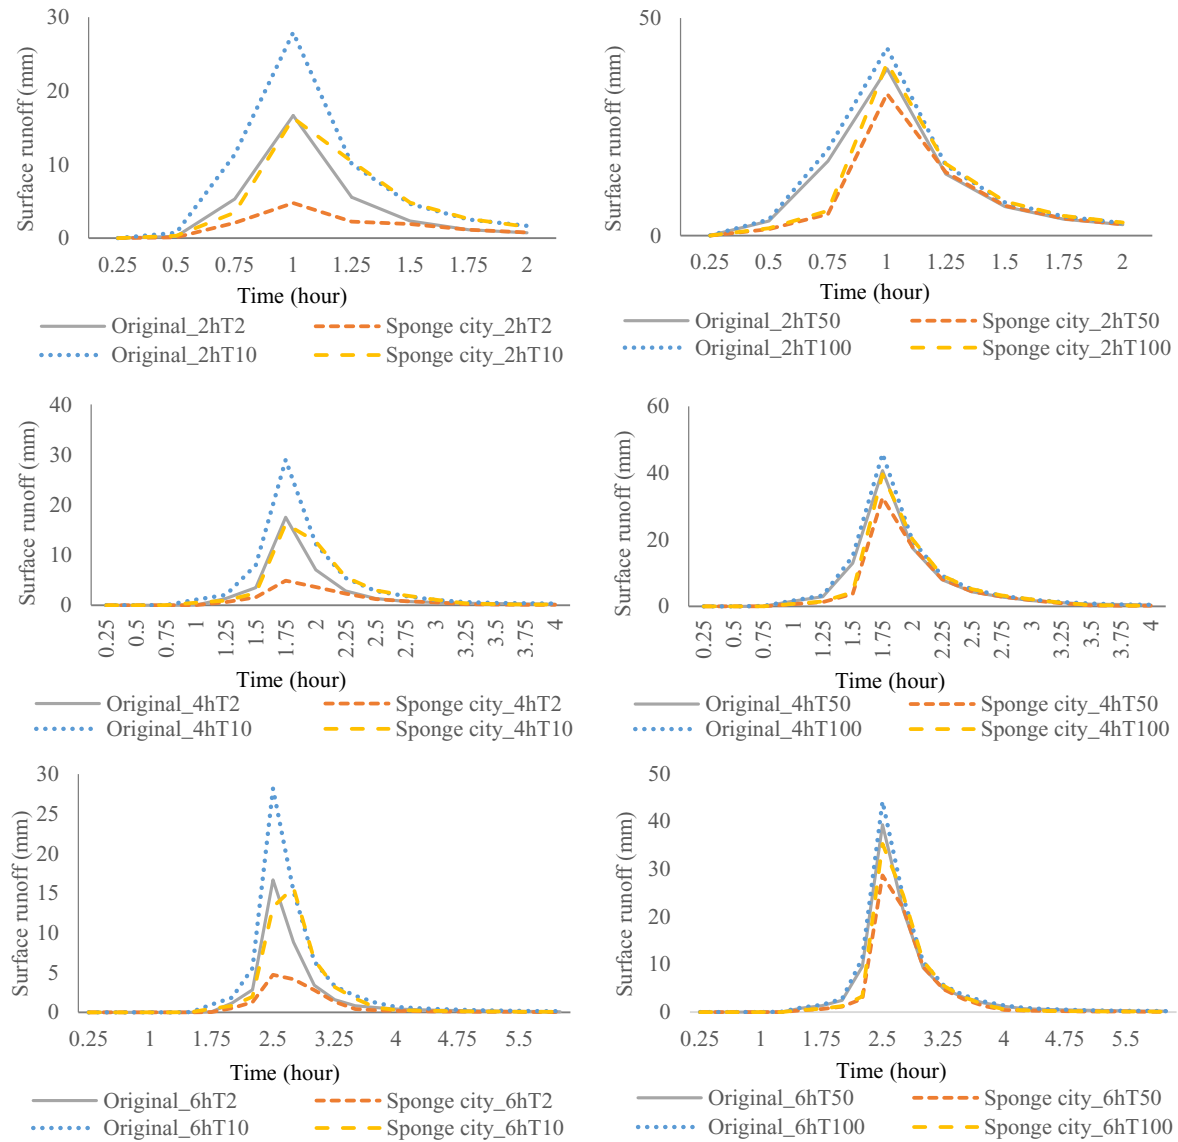 30
20
10
0
Surface runoff (mm)
0.25 0.5 0.75 1 1.25 1.5 1.75 2
Time (hour)
Original_2hT2 Sponge city_2hT2
Original_2hT10 Sponge city_2hT10
50
0
Surface runoff (mm)
0.25 0.5 0.75 1 1.25 1.5 1.75 2
Time (hour)
Original_2hT50 Sponge city_2hT50
Original_2hT100 Sponge city_2hT100
40
30
20
10
0
Surface runoff (mm)
0.25 0.5 0.75 1 1.25 1.5 1.75 2 2.25 2.5 2.75 3 3.25 3.5 3.75 4
Time (hour)
Original_4hT2 Sponge city_4hT2
Original_4hT10 Sponge city_4hT10
60
40
20
0
Surface runoff (mm)
0.25 0.5 0.75 1 1.25 1.5 1.75 2 2.25 2.5 2.75 3 3.25 3.5 3.75 4
Time (hour)
Original_4hT50 Sponge city_4hT50
Original_4hT100 Sponge city_4hT100
30
25
20
15
10
5
0
Surface runoff (mm)
0.25 1 1.75 2.5 3.25 4 4.75 5.5
Time (hour)
Original_6hT2 Sponge city_6hT2
Original_6hT10 Sponge city_6hT10
50
40
30
20
10
0
Surface runoff (mm)
0.25 1 1.75 2.5 3.25 4 4.75 5.5
Time (hour)
Original_6hT50 Sponge city_6hT50
Original_6hT100 Sponge city_6hT100